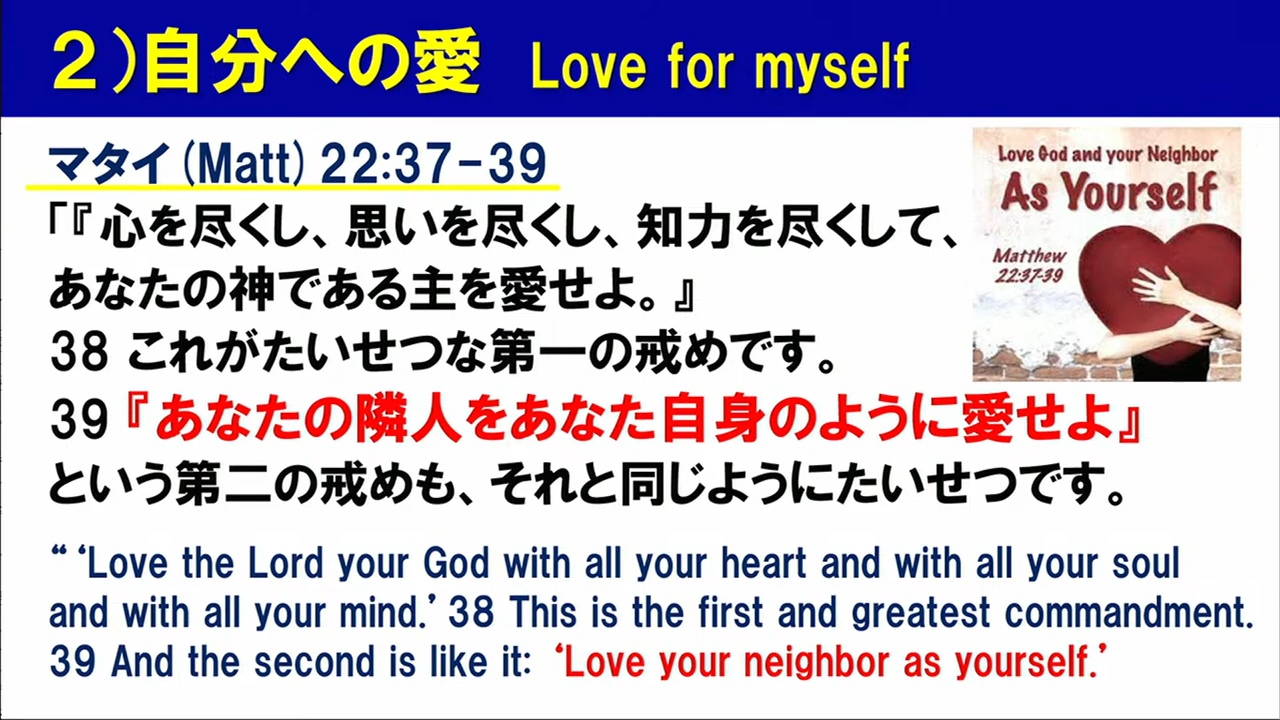 ２）自分への愛 Love for myself
マタイ(Matt) 22:37-39
「『心を尽くし、思いを尽くし、知力を尽くして、
あなたの神である主を愛せよ。』
38 これがたいせつな第一の戒めです。
39『あなたの隣人をあなた自身のように愛せよ』
という第二の戒めも、それと同じようにたいせつです。
“ ‘Love the Lord your God with all your heart and with all your soul
and with all your mind.’ 38 This is the first and greatest commandment.
39 And the second is like it: ‘Love your neighbor as yourself.’
Love God and your Neighbor
As Yourself
Matthew
22:37-39